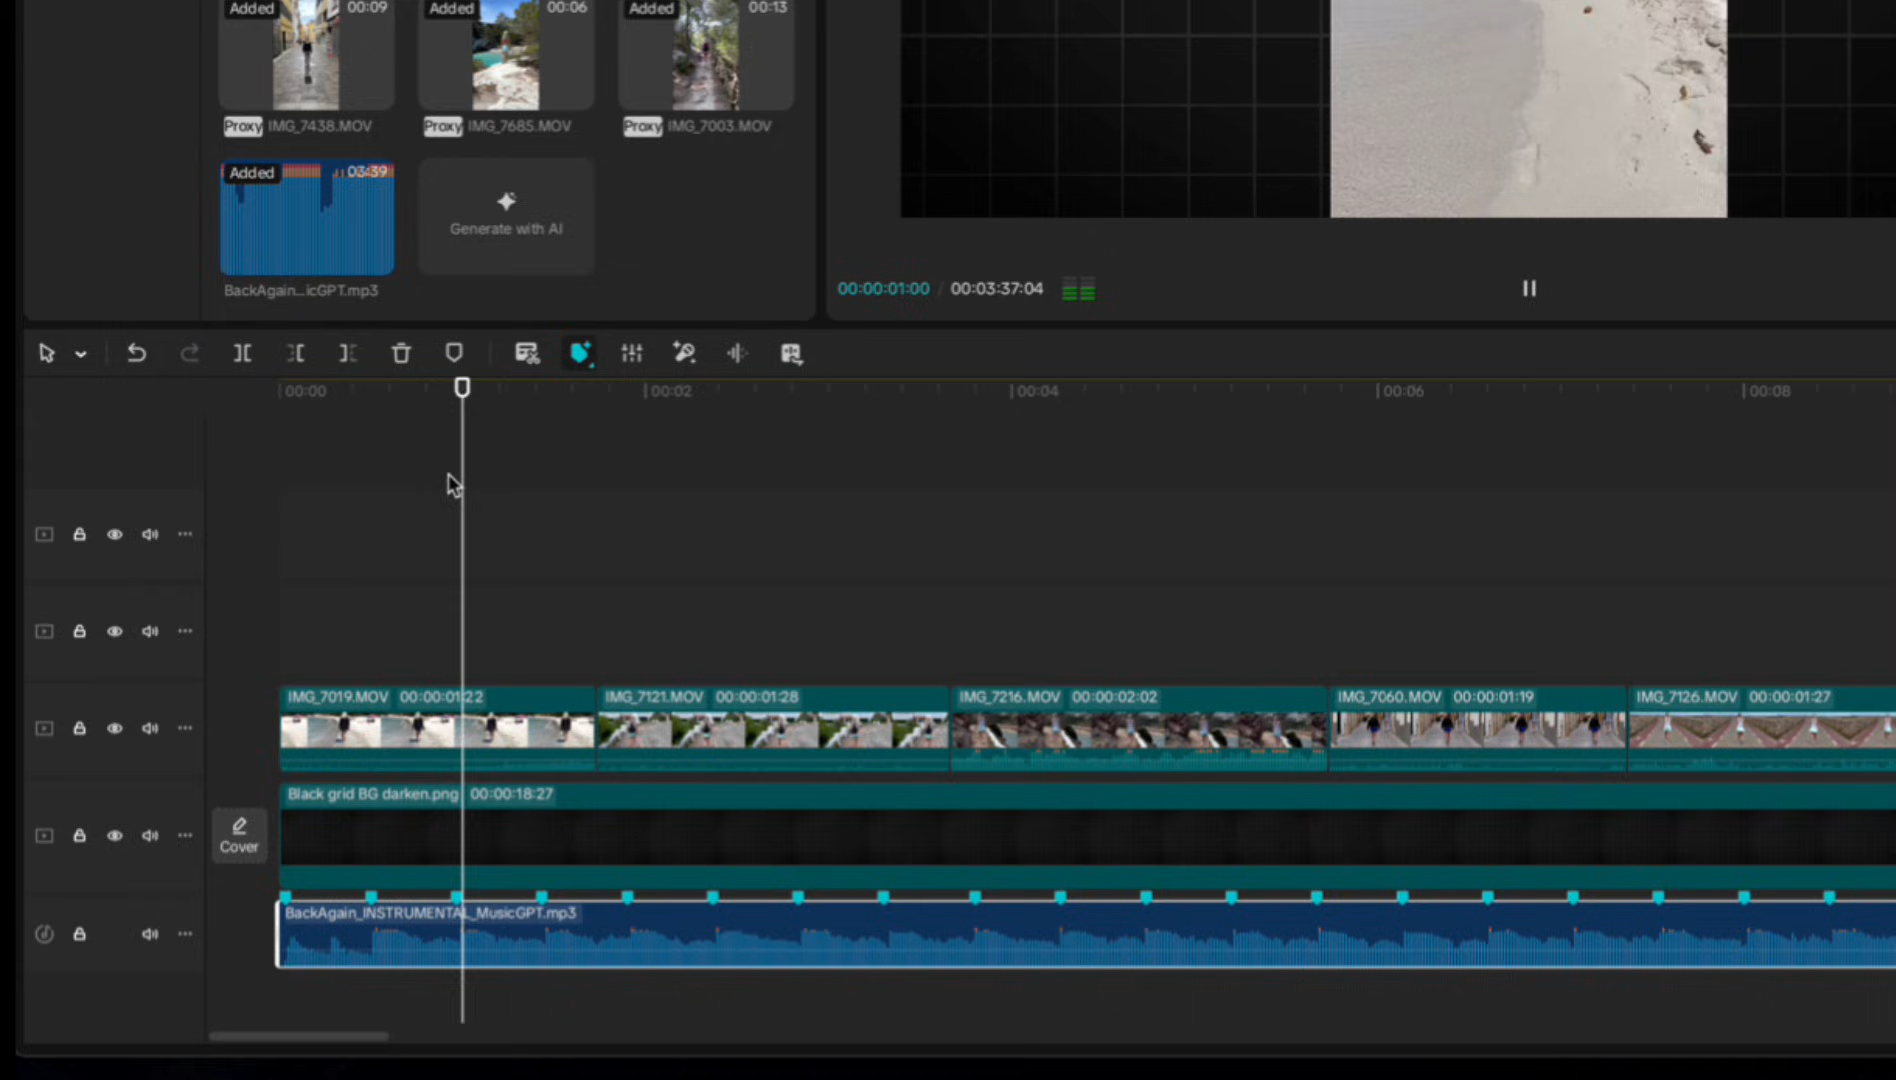 Added 00:09
Added 00:06
Added 00:13
Proxy IMG_7438.MOV
Proxy IMG_7685.MOV
Proxy IMG_7003.MOV
Added 03:39
Generate with AI
BackAgain...icGPT.mp3
00:00:01:00 / 00:03:37:04
00:00
00:02
00:04
00:06
00:08
IMG_7019.MOV 00:00:01:22
IMG_7121.MOV 00:00:01:28
IMG_7216.MOV 00:00:02:02
IMG_7060.MOV 00:00:01:19
IMG_7126.MOV 00:00:01:27
Black grid BG darken.png 00:00:18:27
Cover
BackAgain_INSTRUMENTAL_MusicGPT.mp3